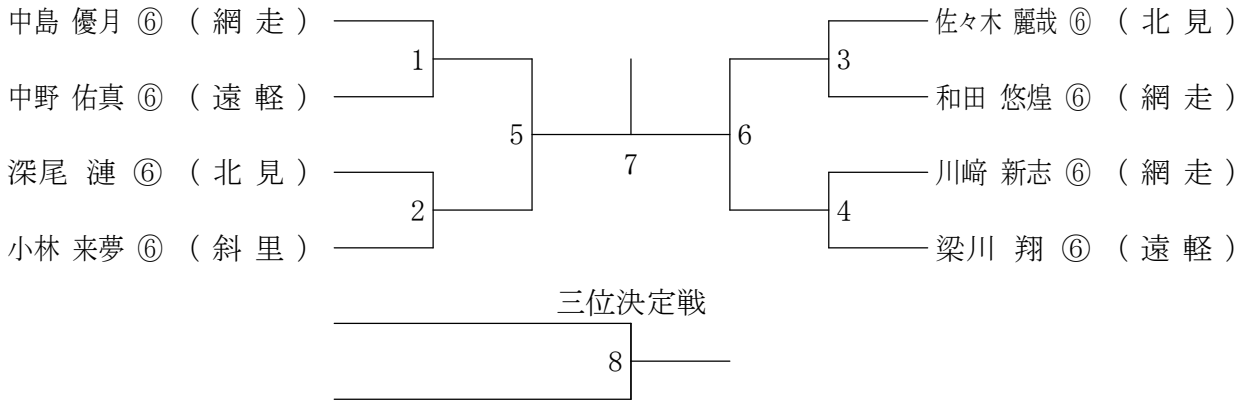 中島 優月 ⑥ ( 網 走 )
中野 佑真 ⑥ ( 遠 軽 )
深尾 漣 ⑥ ( 北 見 )
小林 来夢 ⑥ ( 斜 里 )
1
2
5
7
6
3
4
佐々木 麗哉 ⑥ ( 北 見 )
和田 悠煌 ⑥ ( 網 走 )
川﨑 新志 ⑥ ( 網 走 )
梁川 翔 ⑥ ( 遠 軽 )
三位決定戦
8